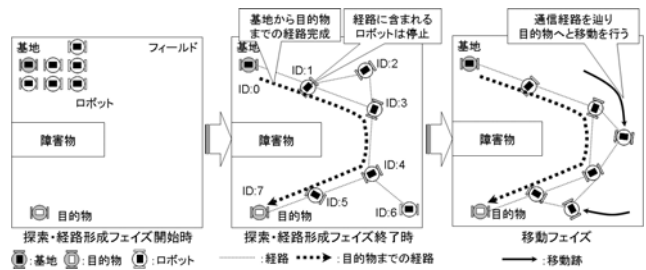 基地 フィールド
ロボット
障害物
目的物
探索・経路形成フェイズ開始時
基地から目的物
までの経路完成
経路に含まれる
ロボットは停止
基地
ID:0
ID:1
ID:2
ID:3
障害物
ID:4
ID:7
ID:5
ID:6
目的物
探索・経路形成フェイズ終了時
通信経路を辿り
目的物へと移動を行う
基地
障害物
目的物
移動フェイズ
:基地 :目的物 :ロボット :経路 :目的物までの経路 :移動跡